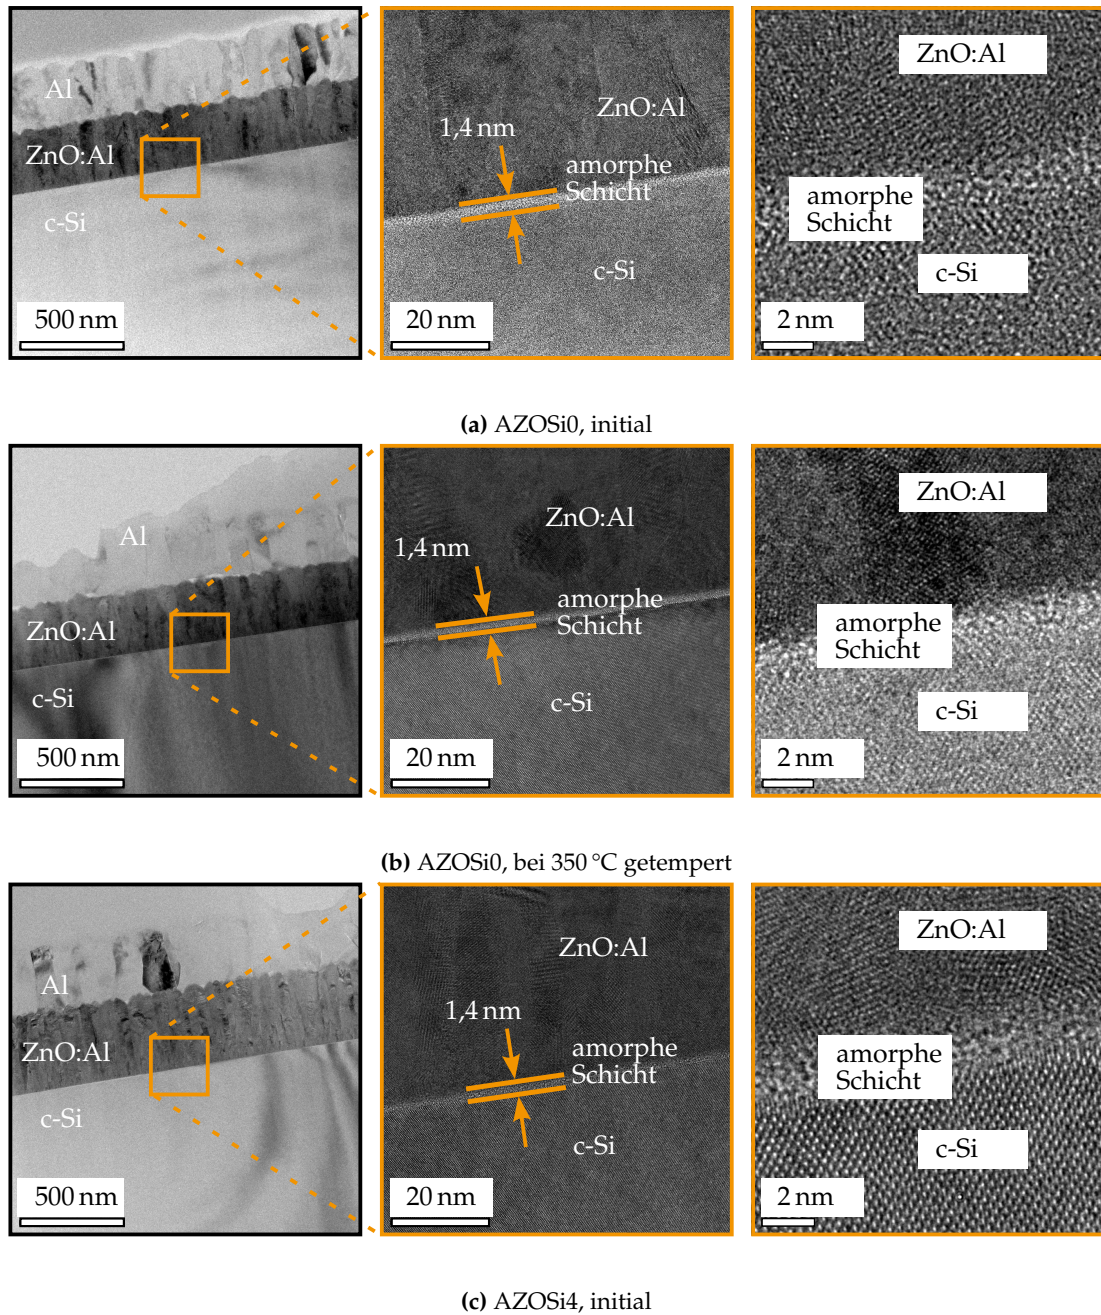 Al
ZnO:Al
c-Si
500 nm
ZnO:Al
1,4 nm
amorphe
Schicht
c-Si
20 nm
ZnO:Al
amorphe
Schicht
c-Si
2 nm
(a) AZOSi0, initial
Al
ZnO:Al
c-Si
500 nm
ZnO:Al
1,4 nm
amorphe
Schicht
c-Si
20 nm
ZnO:Al
amorphe
Schicht
c-Si
2 nm
(b) AZOSi0, bei 350 °C getempert
Al
ZnO:Al
c-Si
500 nm
ZnO:Al
1,4 nm
amorphe
Schicht
c-Si
20 nm
ZnO:Al
amorphe
Schicht
c-Si
2 nm
(c) AZOSi4, initial